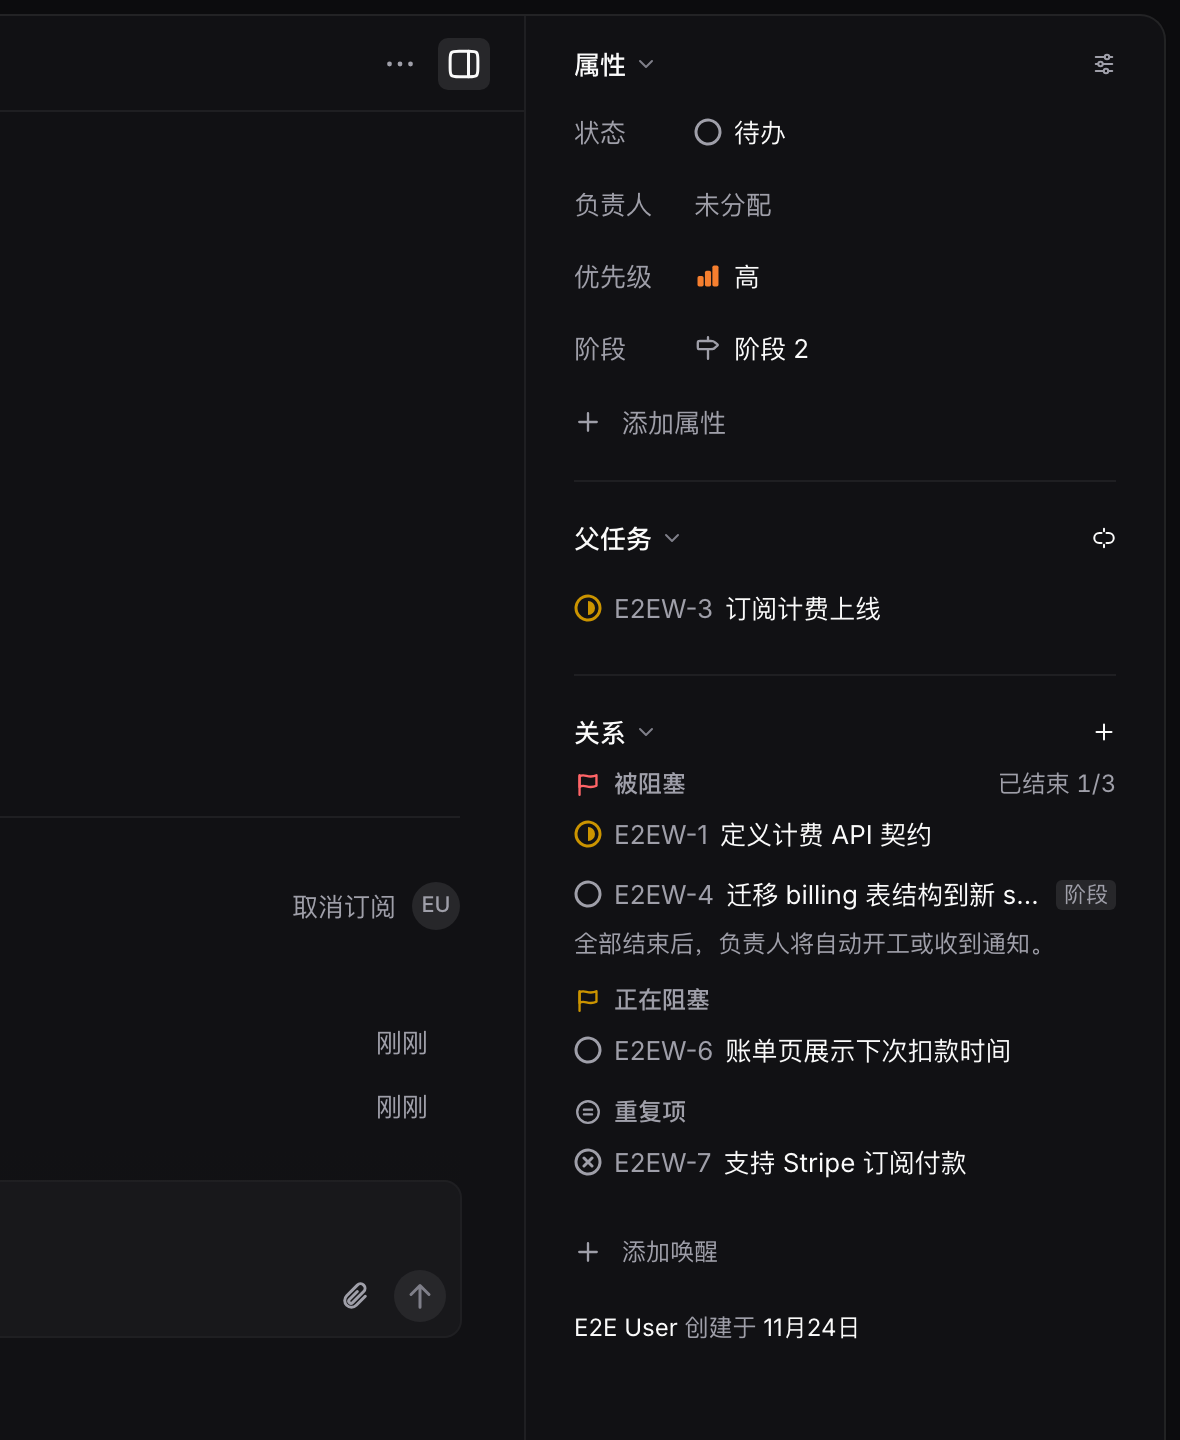 属性
状态 待办
负责人 未分配
优先级 高
阶段 阶段 2
添加属性
父任务
E2EW-3 订阅计费上线
关系
被阻塞 已结束 1/3
E2EW-1 定义计费 API 契约
E2EW-4 迁移 billing 表结构到新 s... 阶段
全部结束后，负责人将自动开工或收到通知。
正在阻塞
E2EW-6 账单页展示下次扣款时间
重复项
E2EW-7 支持 Stripe 订阅付款
添加唤醒
E2E User 创建于 11月24日
取消订阅 EU
刚刚
刚刚